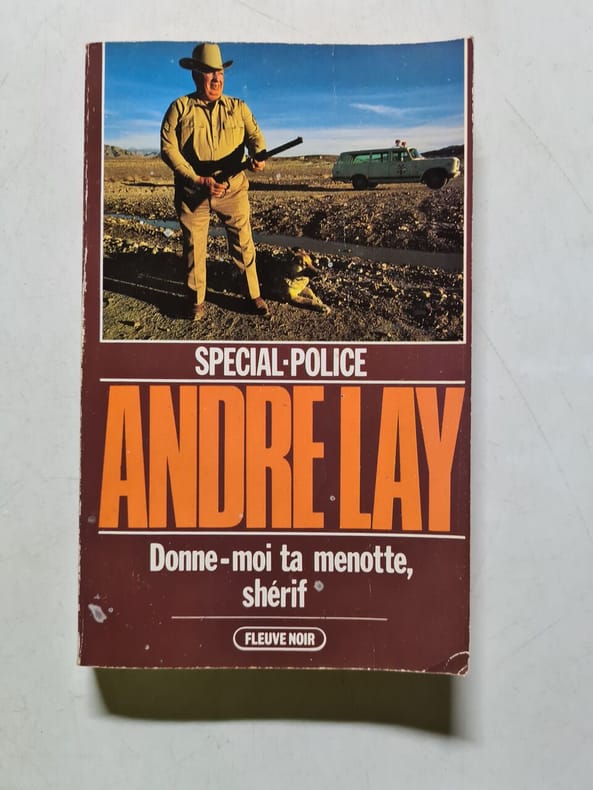 SPECIAL-POLICE
ANDRE LAY
Donne-moi ta menotte,
shérif
FLEUVE NOIR